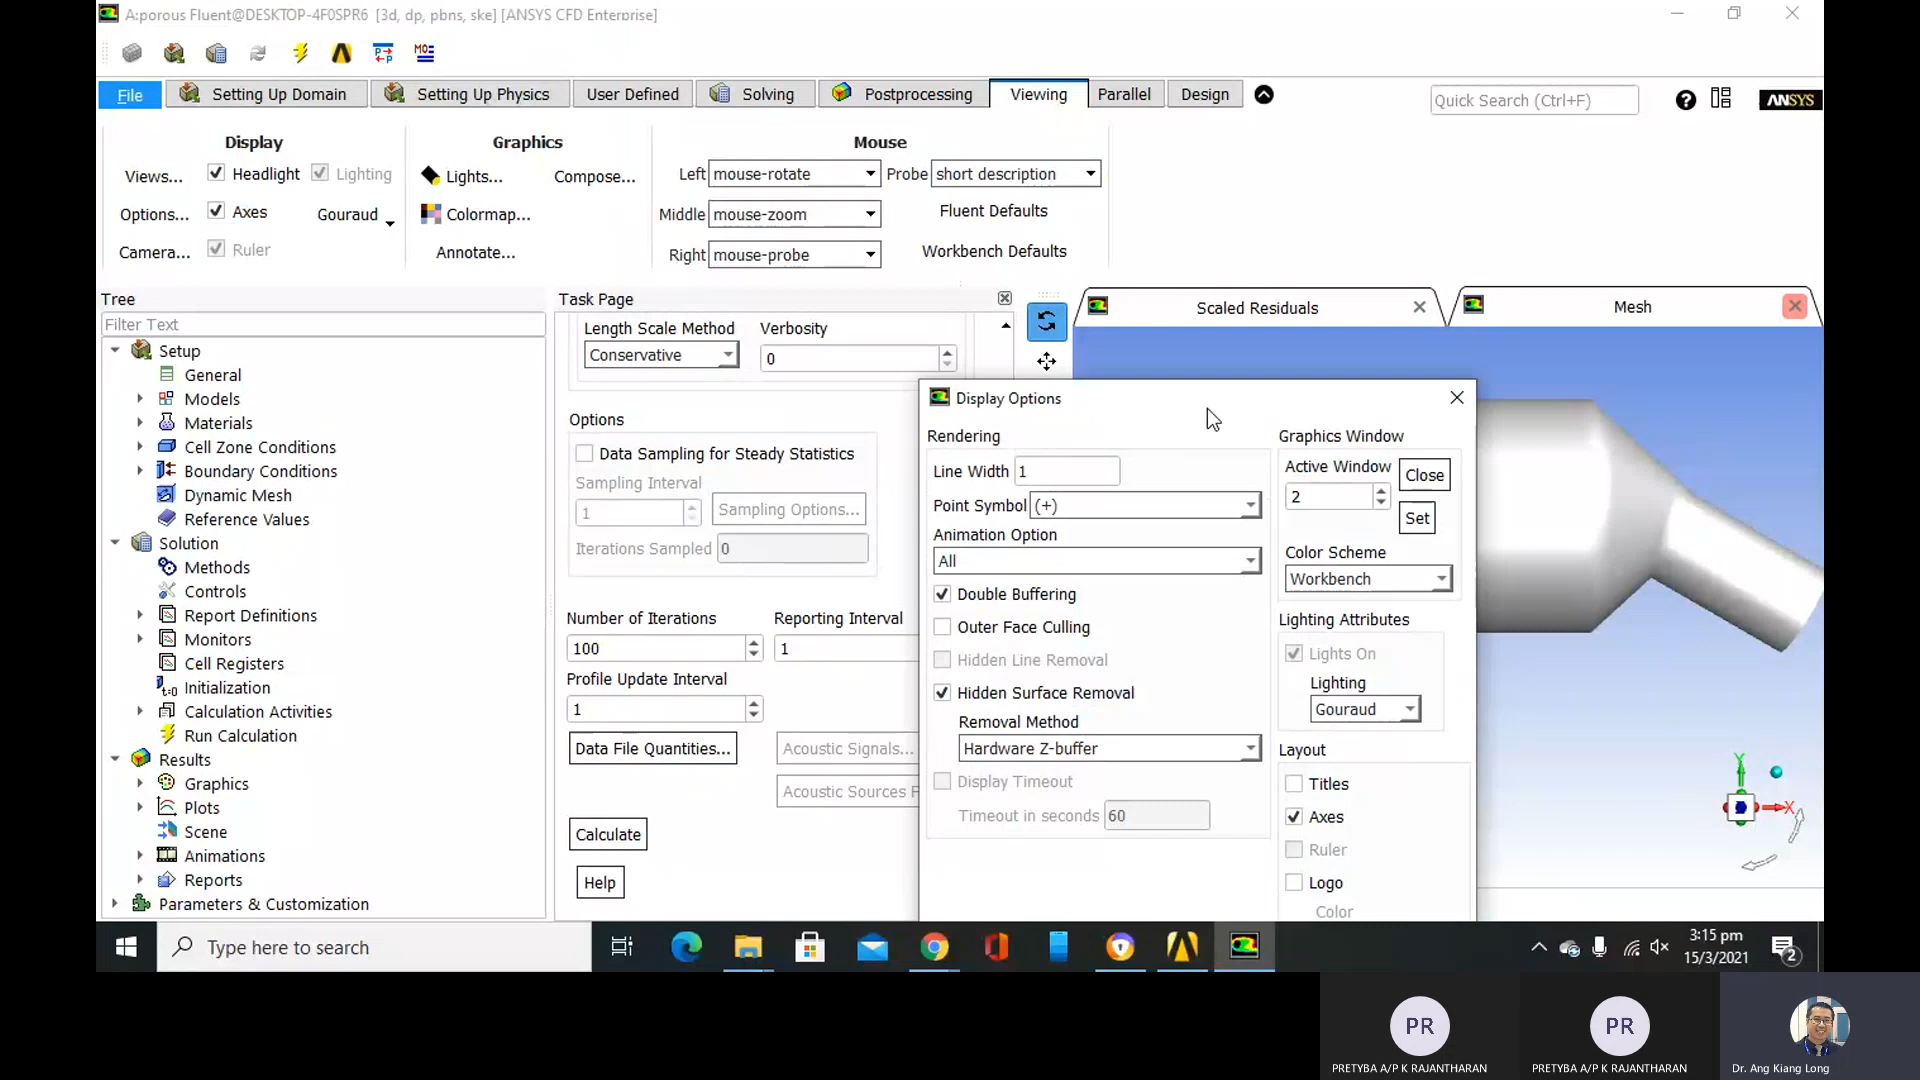 A:porous Fluent@DESKTOP-4F0SPR6 [3d, dp, pbns, ske] [ANSYS CFD Enterprise]
File
Setting Up Domain
Setting Up Physics
User Defined
Solving
Postprocessing
Viewing
Parallel
Design
Quick Search (Ctrl+F)
ANSYS
Display
Views...
Headlight
Lighting
Options...
Axes
Gouraud
Camera...
Ruler
Graphics
Lights...
Compose...
Colormap...
Annotate...
Mouse
Left mouse-rotate
Probe short description
Middle mouse-zoom
Fluent Defaults
Right mouse-probe
Workbench Defaults
Tree
Filter Text
Setup
General
Models
Materials
Cell Zone Conditions
Boundary Conditions
Dynamic Mesh
Reference Values
Solution
Methods
Controls
Report Definitions
Monitors
Cell Registers
Initialization
Calculation Activities
Run Calculation
Results
Graphics
Plots
Scene
Animations
Reports
Parameters & Customization
Task Page
Length Scale Method
Verbosity
Conservative
0
Options
Data Sampling for Steady Statistics
Sampling Interval
1
Sampling Options...
Iterations Sampled 0
Number of Iterations
Reporting Interval
100
1
Profile Update Interval
1
Data File Quantities...
Acoustic Signals...
Acoustic Sources F
Calculate
Help
Scaled Residuals
Mesh
Display Options
Rendering
Line Width 1
Point Symbol (+)
Animation Option
All
Double Buffering
Outer Face Culling
Hidden Line Removal
Hidden Surface Removal
Removal Method
Hardware Z-buffer
Display Timeout
Timeout in seconds 60
Graphics Window
Active Window
2
Close
Set
Color Scheme
Workbench
Lighting Attributes
Lights On
Lighting
Gouraud
Layout
Titles
Axes
Ruler
Logo
Color
Y
X
Type here to search
3:15 pm
15/3/2021
2
PR
PRETYBA A/P K RAJANTHARAN
PR
PRETYBA A/P K RAJANTHARAN
Dr. Ang Kiang Long